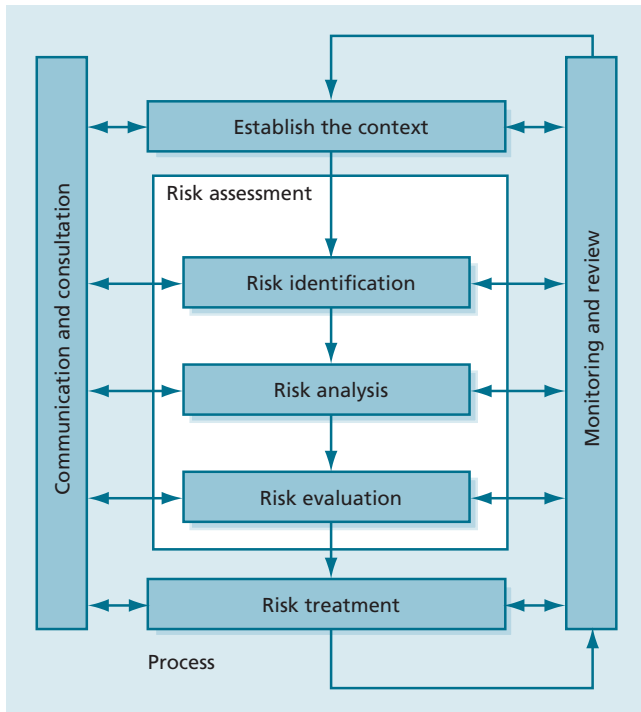 Establish the context
Risk assessment
Risk identification
Risk analysis
Risk evaluation
Risk treatment
Process
Communication and consultation
Monitoring and review